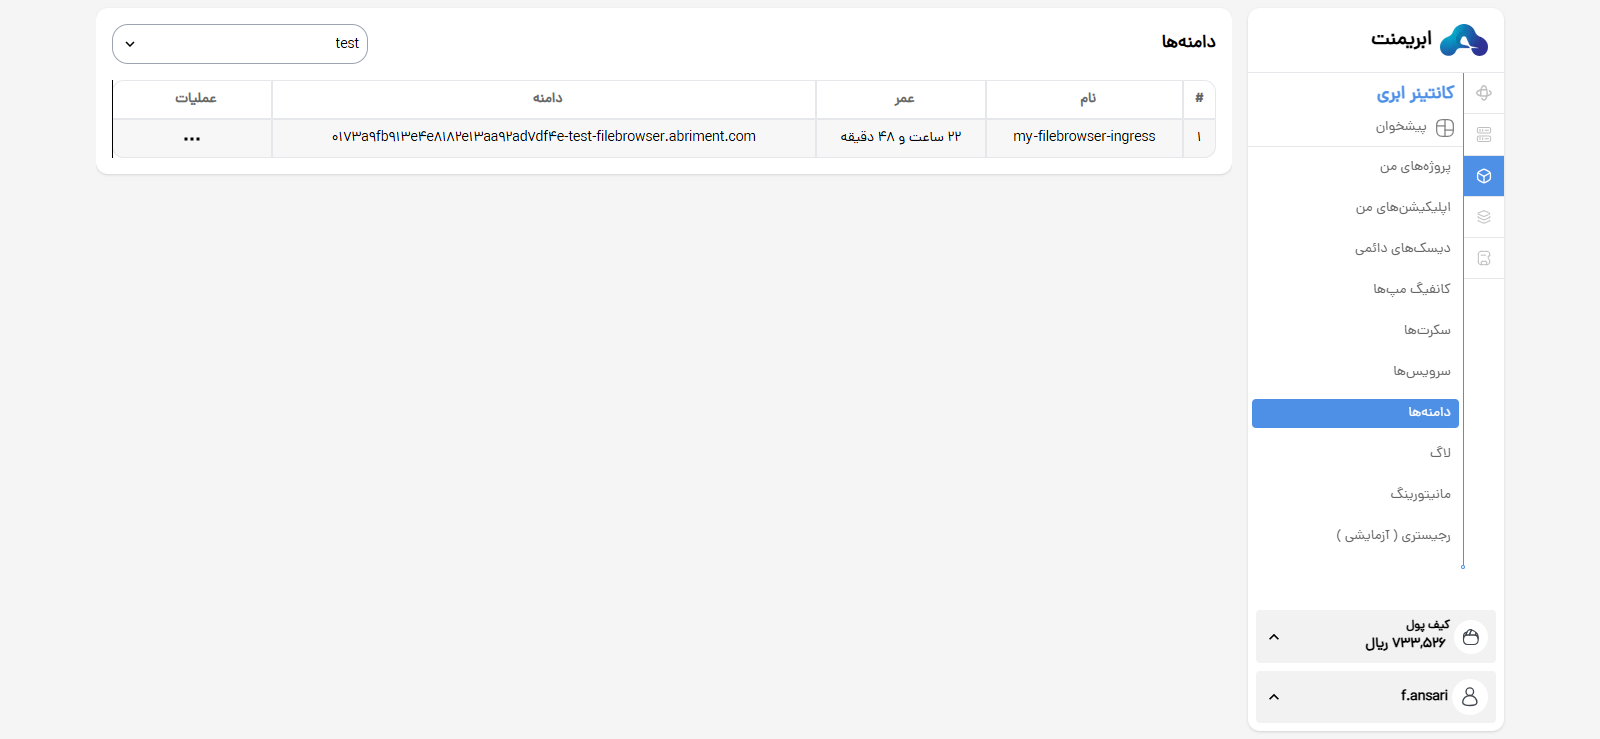 ابریمنت
کانتینر ابری
پیشخوان
پروژه‌های من
اپلیکیشن‌های من
دیسک‌های دائمی
کانفیگ مپ‌ها
سکرت‌ها
سرویس‌ها
دامنه‌ها
لاگ
مانیتورینگ
رجیستری ( آزمایشی )
کیف پول
۷۳۳,۵۲۶ ریال
f.ansari
دامنه‌ها
test
# نام عمر دامنه عملیات
۱ my-filebrowser-ingress ۲۲ ساعت و ۴۸ دقیقه ۰۱۷۳a۹fb۹۱۳e۴e۸۱۸۲e۱۳aa۹۲ad۷df۴e-test-filebrowser.abriment.com